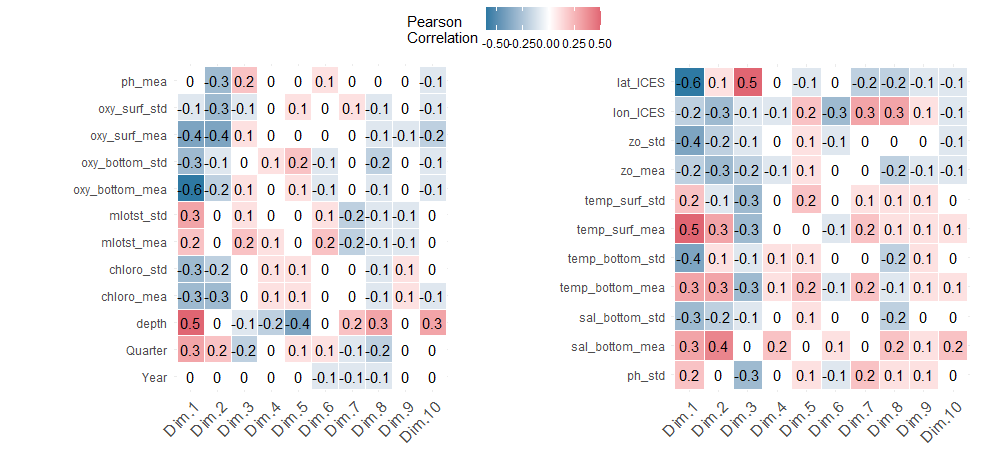 Pearson
Correlation
-0.50 -0.25 0.00 0.25 0.50
ph_mea 0 -0.3 0.2 0 0 0.1 0 0 0 -0.1
oxy_surf_std -0.1 -0.3 -0.1 0 0.1 0 0.1 -0.1 0 -0.1
oxy_surf_mea -0.4 -0.4 0.1 0 0 0 0 -0.1 -0.1 -0.2
oxy_bottom_std -0.3 -0.1 0 0.1 0.2 -0.1 0 -0.2 0 -0.1
oxy_bottom_mea -0.6 -0.2 0.1 0 0.1 -0.1 0 -0.1 0 -0.1
mlotst_std 0.3 0 0.1 0 0 0.1 -0.2 -0.1 -0.1 0
mlotst_mea 0.2 0 0.2 0.1 0 0.2 -0.2 -0.1 -0.1 0
chloro_std -0.3 -0.2 0 0.1 0.1 0 0 -0.1 0.1 0
chloro_mea -0.3 -0.3 0 0.1 0.1 0 0 -0.1 0.1 -0.1
depth 0.5 0 -0.1 -0.2 -0.4 0 0.2 0.3 0 0.3
Quarter 0.3 0.2 -0.2 0 0.1 0.1 -0.1 -0.2 0 0
Year 0 0 0 0 0 -0.1 -0.1 -0.1 0 0
Dim.1 Dim.2 Dim.3 Dim.4 Dim.5 Dim.6 Dim.7 Dim.8 Dim.9 Dim.10
lat_ICES -0.6 0.1 0.5 0 -0.1 0 -0.2 -0.2 -0.1 -0.1
lon_ICES -0.2 -0.3 -0.1 -0.1 0.2 -0.3 0.3 0.3 0.1 0
zo_std -0.4 -0.2 -0.1 0 0.1 -0.1 0 0 0 -0.1
zo_mea -0.2 -0.3 -0.2 -0.1 0.1 0 0 -0.2 -0.1 -0.1
temp_surf_std 0.2 -0.1 -0.3 0 0.2 0 0.1 0.1 0.1 0
temp_surf_mea 0.5 0.3 -0.3 0 0 -0.1 0.2 0.1 0.1 0.1
temp_bottom_std -0.4 0.1 -0.1 0.1 0.1 0 0 -0.2 0.1 0
temp_bottom_mea 0.3 0.3 -0.3 0.1 0.2 -0.1 0.2 -0.1 0.1 0.1
sal_bottom_std -0.3 -0.2 -0.1 0 0.1 0 0 -0.2 0 0
sal_bottom_mea 0.3 0.4 0 0.2 0 0.1 0 0.2 0.1 0.2
ph_std 0.2 0 -0.3 0 0.1 -0.1 0.2 0.1 0.1 0
Dim.1 Dim.2 Dim.3 Dim.4 Dim.5 Dim.6 Dim.7 Dim.8 Dim.9 Dim.10